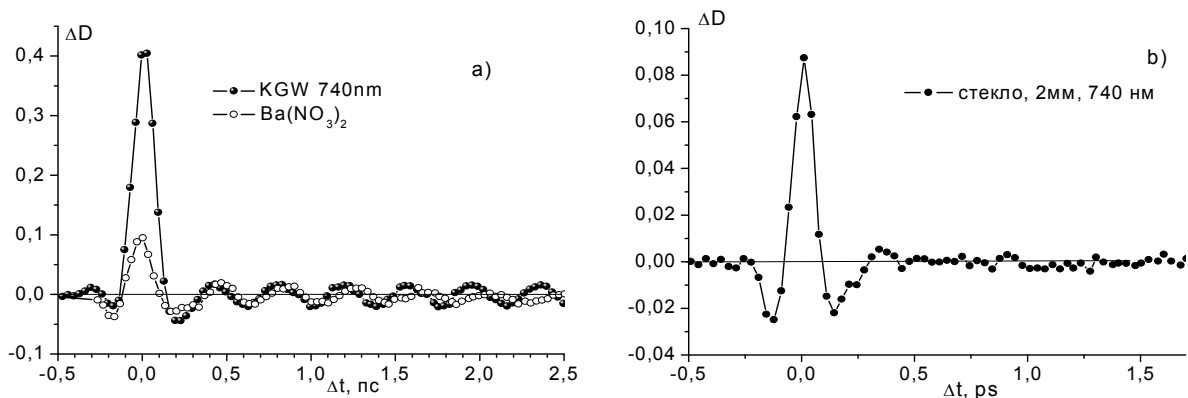 ΔD
a)
KGW 740nm
Ba(NO₃)₂
0,4
0,3
0,2
0,1
0,0
-0,1
-0,5 0,0 0,5 1,0 1,5 2,0 2,5
Δt, пс
ΔD
b)
стекло, 2мм, 740 нм
0,10
0,08
0,06
0,04
0,02
0,00
-0,02
-0,04
-0,5 0,0 0,5 1,0 1,5
Δt, ps